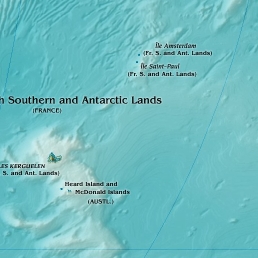 Île Amsterdam
(Fr. S. and Ant. Lands)
Île Saint-Paul
(Fr. S. and Ant. Lands)
h Southern and Antarctic Lands
(FRANCE)
LES KERGUELEN
S. and Ant. Lands)
Heard Island and
McDonald Islands
(AUSTL.)